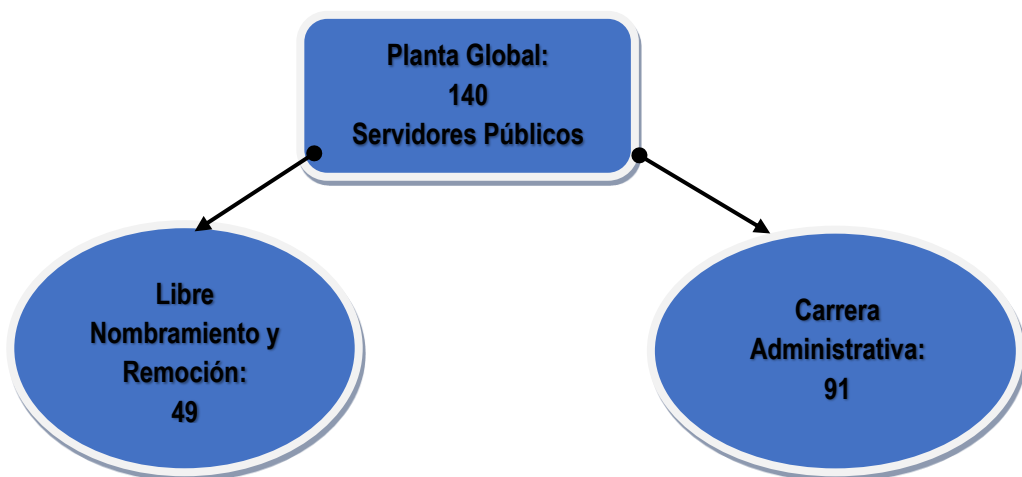 Planta Global:
140
Servidores Públicos
Libre
Nombramiento y
Remoción:
49
Carrera
Administrativa:
91